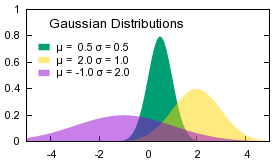 Gaussian Distributions
μ = 0.5 σ = 0.5
μ = 2.0 σ = 1.0
μ = -1.0 σ = 2.0
1
0.8
0.6
0.4
0.2
0
-4 -2 0 2 4